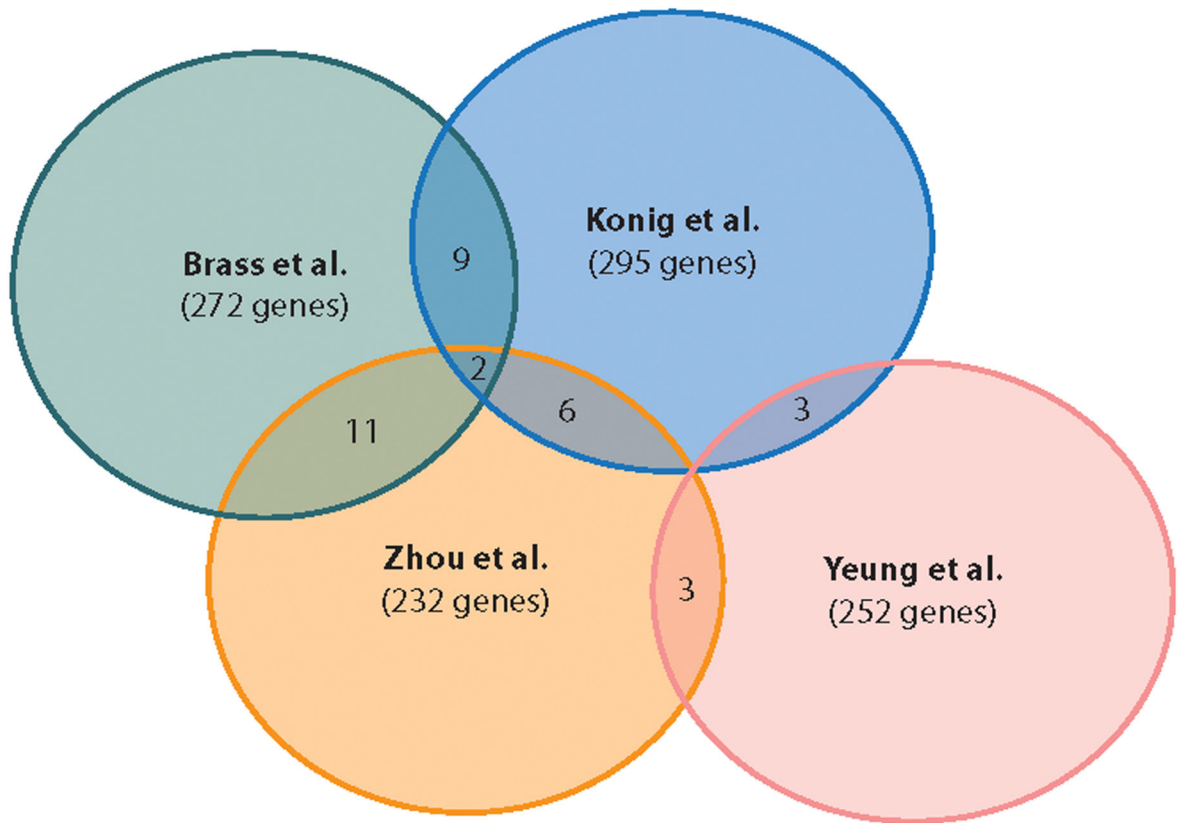 Konig et al.
(295 genes)
Brass et al.
(272 genes)
9
2
6
3
11
Zhou et al.
(232 genes)
3
Yeung et al.
(252 genes)